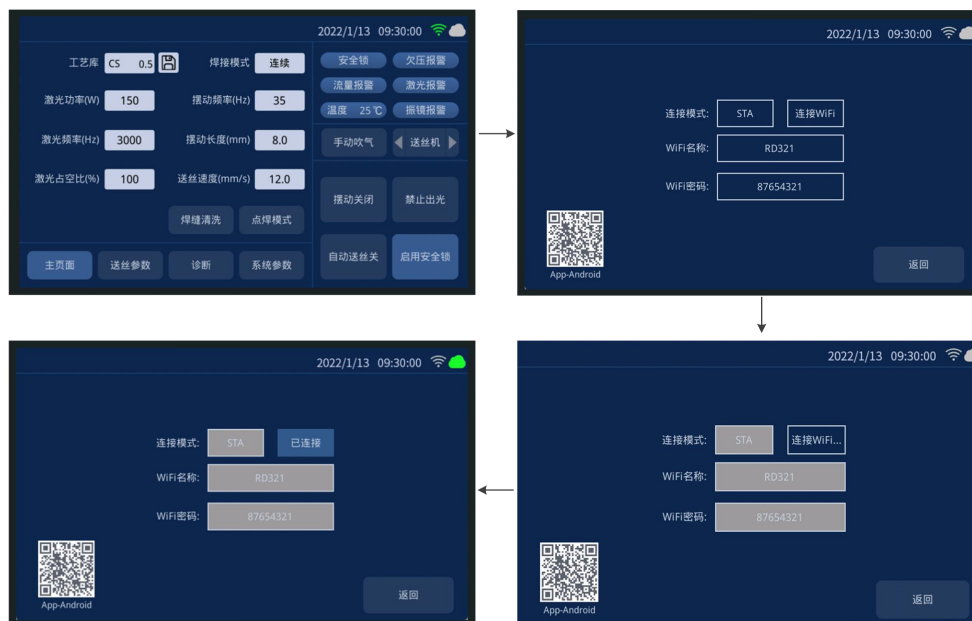 2022/1/13 09:30:00
工艺库 CS 0.5 焊接模式 连续
安全锁 欠压报警
流量报警 激光报警
激光功率(W) 150 摆动频率(Hz) 35
温度 25℃ 振镜报警
激光频率(Hz) 3000 摆动长度(mm) 8.0
手动吹气 送丝机
激光占空比(%) 100 送丝速度(mm/s) 12.0
摆动关闭 禁止出光
焊缝清洗 点焊模式
自动送丝关 启用安全锁
主页面 送丝参数 诊断 系统参数
2022/1/13 09:30:00
连接模式: STA 连接WiFi
WiFi名称: RD321
WiFi密码: 87654321
App-Android
返回
2022/1/13 09:30:00
连接模式: STA 已连接
WiFi名称: RD321
WiFi密码: 87654321
App-Android
返回
2022/1/13 09:30:00
连接模式: STA 连接WiFi...
WiFi名称: RD321
WiFi密码: 87654321
App-Android
返回